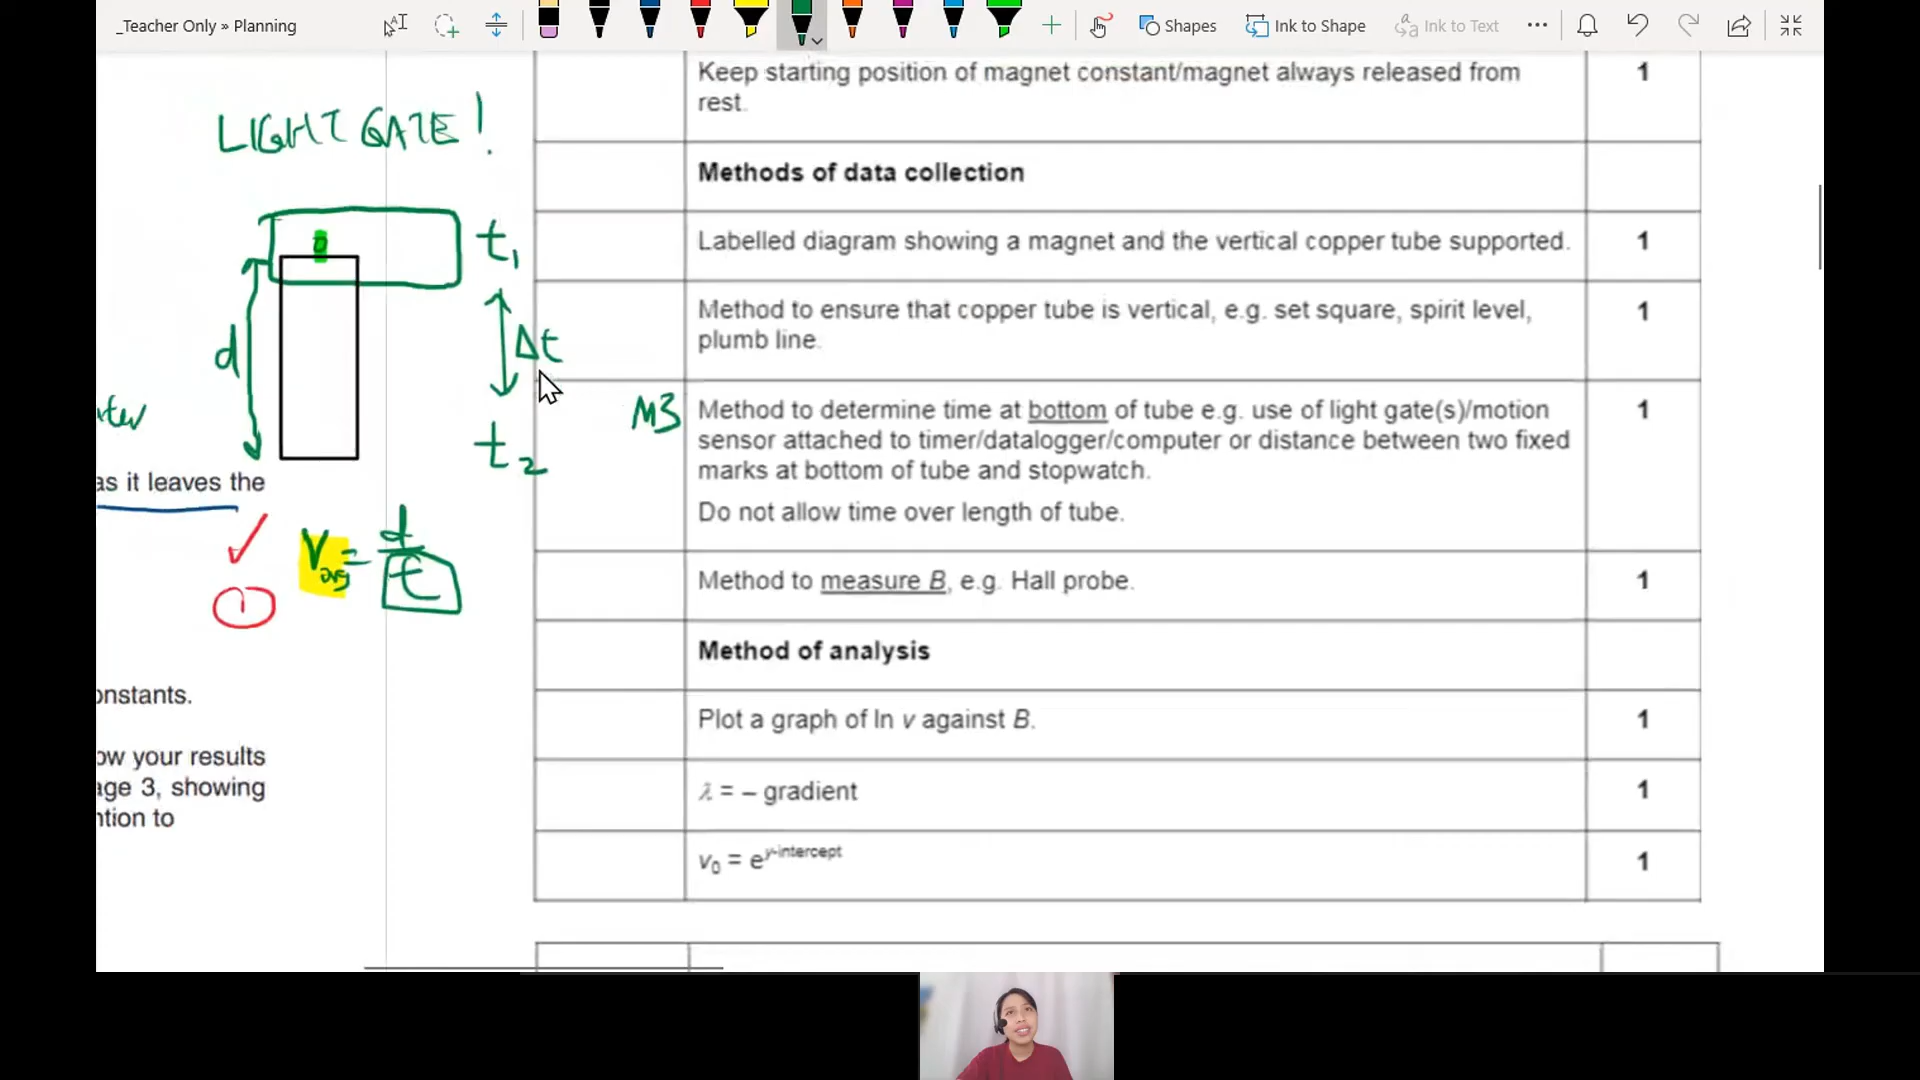 _Teacher Only » Planning
Shapes
Ink to Shape
Ink to Text
LIGHT GATE!
t₁
d
Δt
t₂
as it leaves the
V avg = d/t
1
onstants.
ow your results
age 3, showing
ntion to
Keep starting position of magnet constant/magnet always released from
rest.
1
Methods of data collection
Labelled diagram showing a magnet and the vertical copper tube supported.
1
Method to ensure that copper tube is vertical, e.g. set square, spirit level,
plumb line.
1
M3
Method to determine time at bottom of tube e.g. use of light gate(s)/motion
sensor attached to timer/datalogger/computer or distance between two fixed
marks at bottom of tube and stopwatch.
Do not allow time over length of tube.
1
Method to measure B, e.g. Hall probe.
1
Method of analysis
Plot a graph of ln v against B.
1
λ = – gradient
1
v₀ = e^y-intercept
1